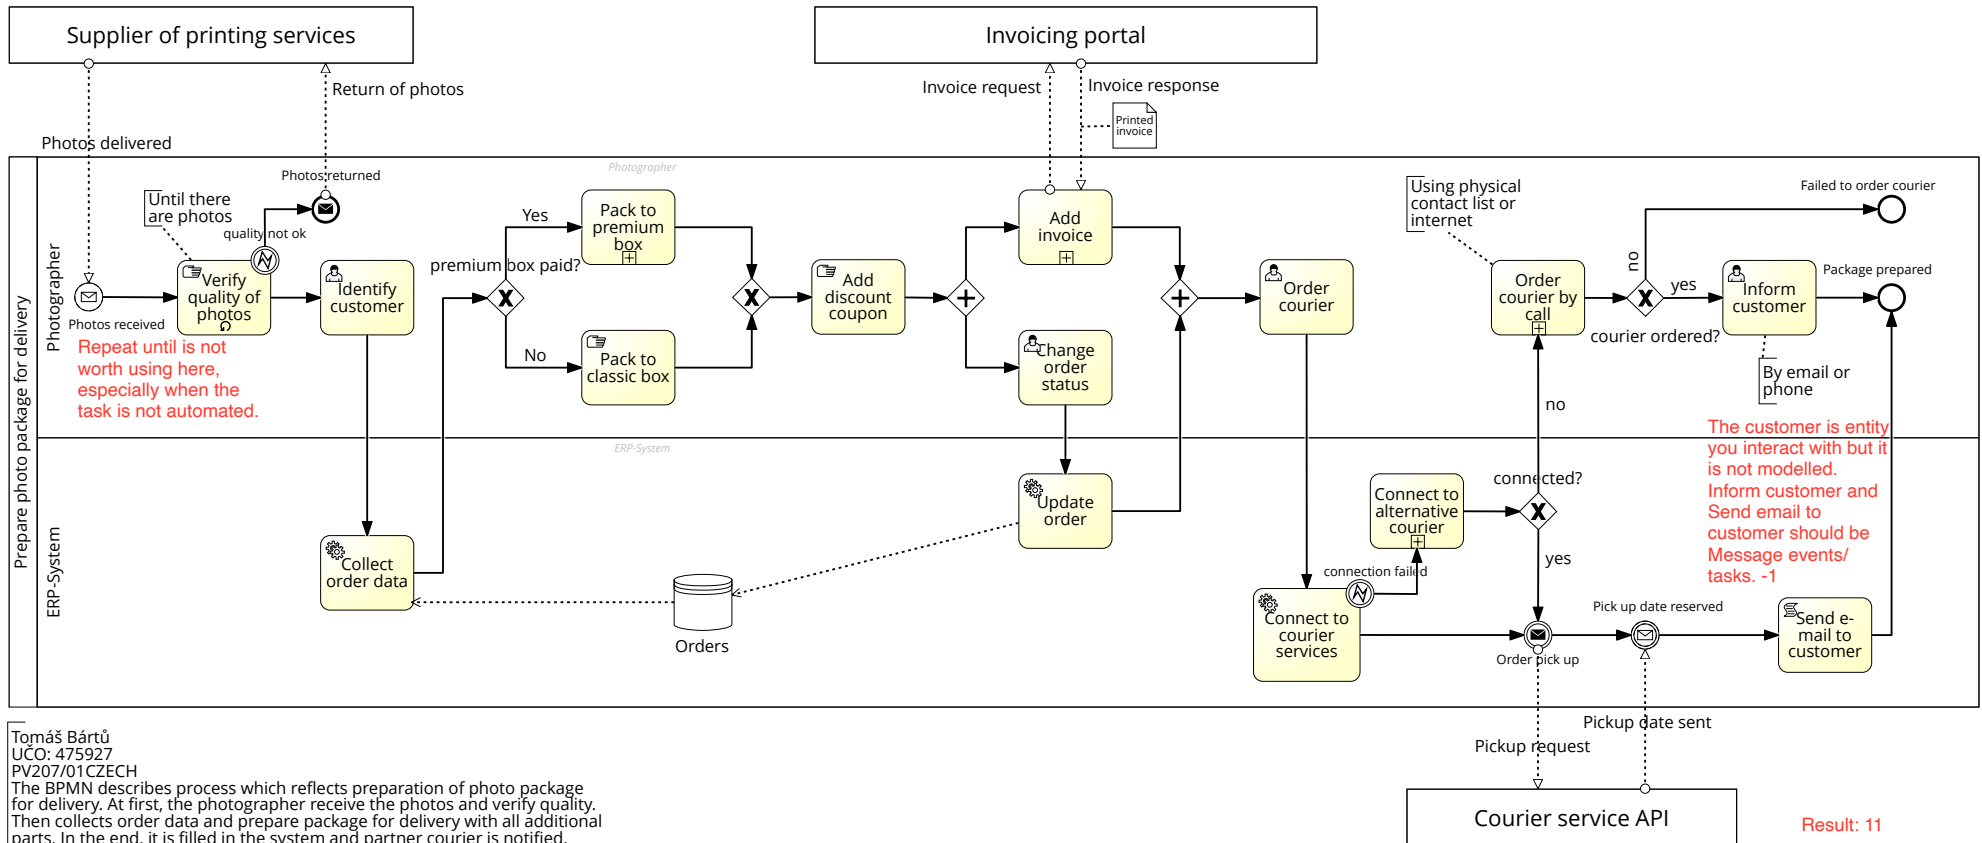 Supplier of printing services
Invoicing portal
Return of photos
Invoice request
Invoice response
Printed
invoice
Photos delivered
Prepare photo package for delivery
Photographer
Photographer
Until there
are photos
Photos returned
quality not ok
Photos received
Verify
quality of
photos
Identify
customer
Repeat until is not
worth using here,
especially when the
task is not automated.
premium box paid?
Yes
No
Pack to
premium
box
Pack to
classic box
Add
discount
coupon
Add
invoice
Change
order
status
Order
courier
Using physical
contact list or
internet
Order
courier by
call
no
yes
courier ordered?
Failed to order courier
Inform
customer
Package prepared
By email or
phone
The customer is entity
you interact with but it
is not modelled.
Inform customer and
Send email to
customer should be
Message events/
tasks. -1
ERP-System
ERP-System
Collect
order data
Orders
Update
order
Connect to
courier
services
connection failed
Connect to
alternative
courier
connected?
no
yes
Order pick up
Pick up date reserved
Send e-
mail to
customer
Pickup date sent
Pickup request
Courier service API
Result: 11
Tomáš Bártů
UČO: 475927
PV207/01CZECH
The BPMN describes process which reflects preparation of photo package
for delivery. At first, the photographer receive the photos and verify quality.
Then collects order data and prepare package for delivery with all additional
parts. In the end, it is filled in the system and partner courier is notified.